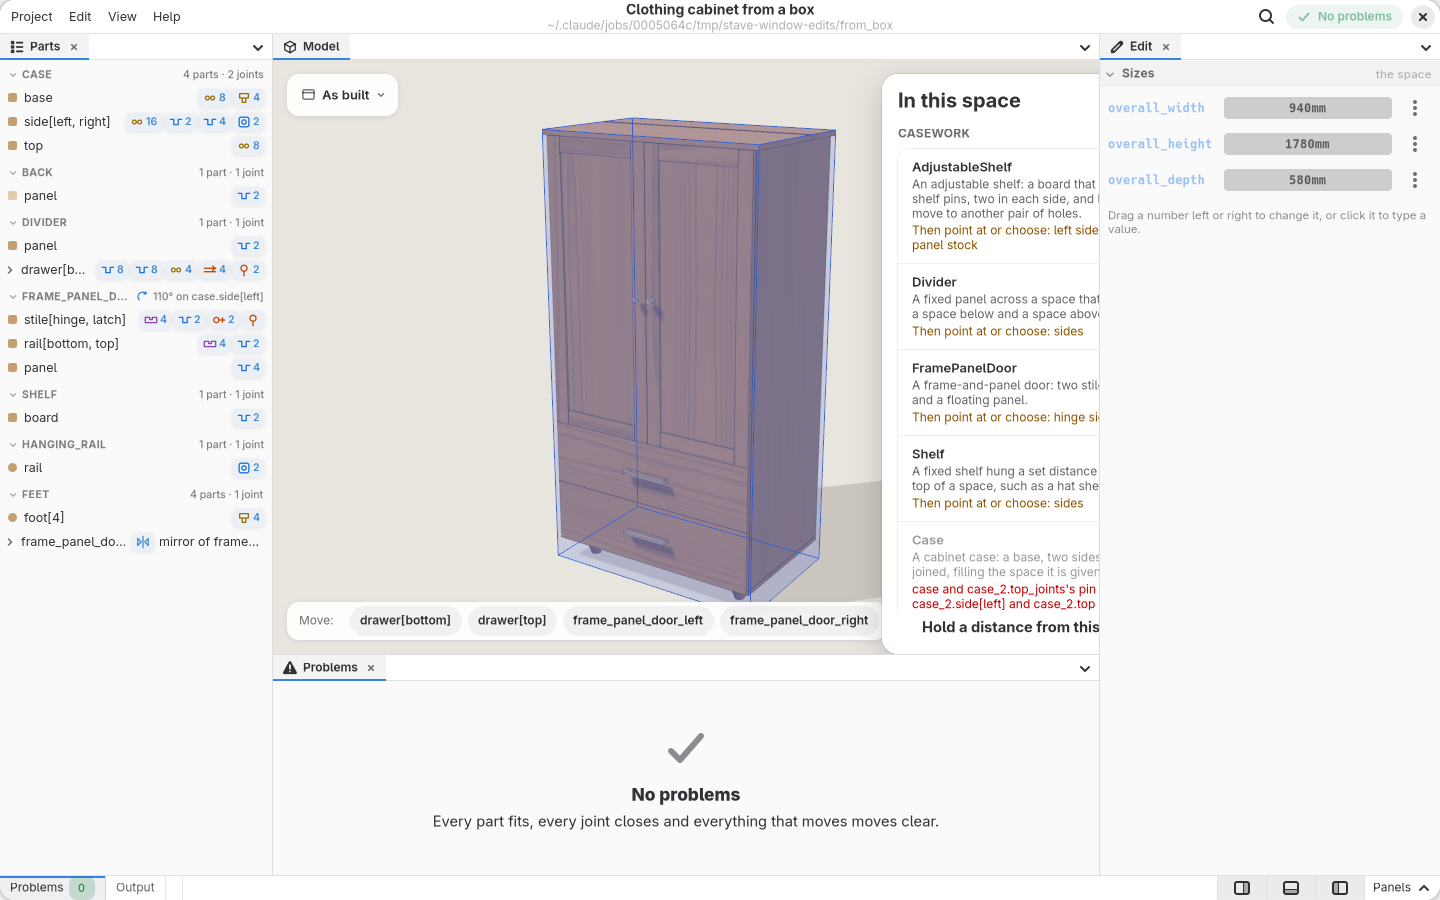 Project Edit View Help
Clothing cabinet from a box
~/.claude/jobs/0005064c/tmp/stave-window-edits/from_box
No problems
Parts
CASE 4 parts · 2 joints
base 8 4
side[left, right] 16 2 4 2
top 8
BACK 1 part · 1 joint
panel 2
DIVIDER 1 part · 1 joint
panel 2
drawer[b... 8 8 4 4 2
FRAME_PANEL_D... 110° on case.side[left]
stile[hinge, latch] 4 2 2
rail[bottom, top] 4 2
panel 4
SHELF 1 part · 1 joint
board 2
HANGING_RAIL 1 part · 1 joint
rail 2
FEET 4 parts · 1 joint
foot[4] 4
frame_panel_do... mirror of frame...
Model
As built
In this space
CASEWORK
AdjustableShelf
An adjustable shelf: a board that
shelf pins, two in each side, and
move to another pair of holes.
Then point at or choose: left side
panel stock
Divider
A fixed panel across a space that
a space below and a space above
Then point at or choose: sides
FramePanelDoor
A frame-and-panel door: two stile
and a floating panel.
Then point at or choose: hinge si
Shelf
A fixed shelf hung a set distance
top of a space, such as a hat she
Then point at or choose: sides
Case
A cabinet case: a base, two sides
joined, filling the space it is given
case and case_2.top_joints's pin
case_2.side[left] and case_2.top
Hold a distance from this
Move: drawer[bottom] drawer[top] frame_panel_door_left frame_panel_door_right
Problems
No problems
Every part fits, every joint closes and everything that moves moves clear.
Edit
Sizes the space
overall_width 940mm
overall_height 1780mm
overall_depth 580mm
Drag a number left or right to change it, or click it to type a
value.
Problems 0 Output
Panels